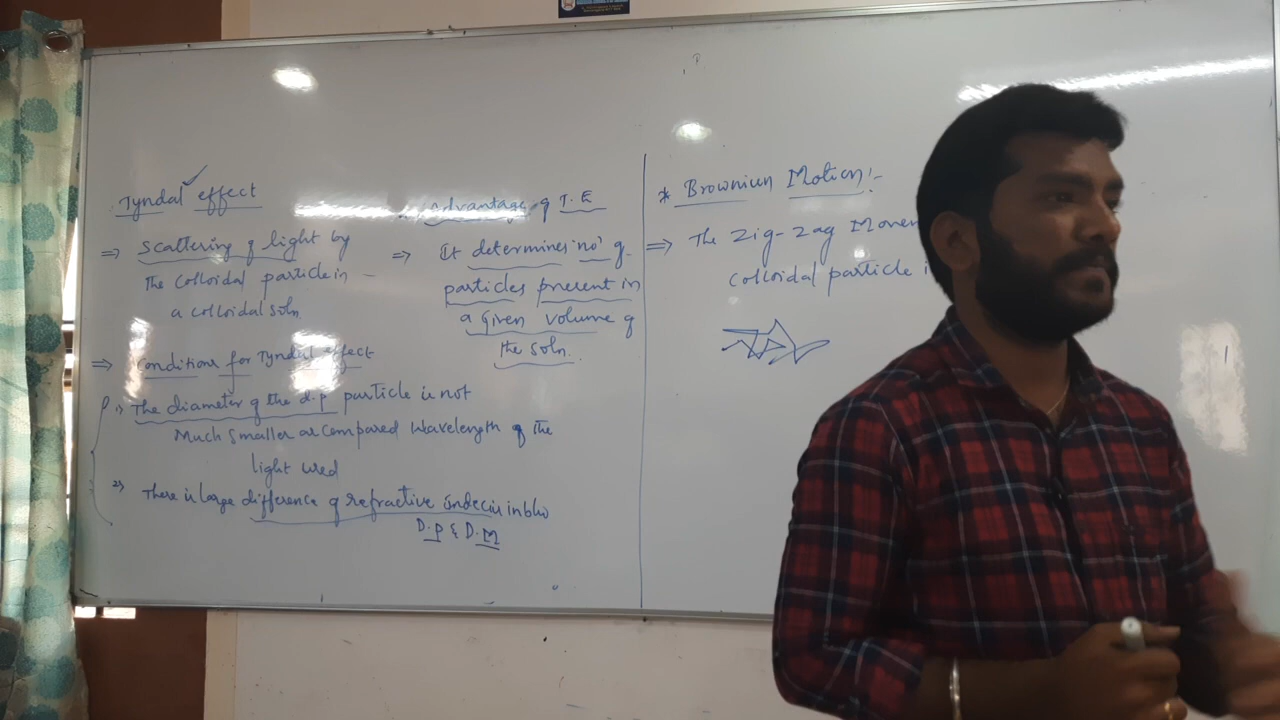 Tyndal effect
=> Scattering of light by
the colloidal particle in
a colloidal soln
=> Conditions for Tyndal effect
1) The diameter of the d.p particle is not
Much smaller as compared wavelength of the
light used
2) There is large difference of refractive indecis in b/w
D.P & D.M
Advantage of T.E
=> It determines no' of
particles present in
a given volume of
the soln.
* Brownien Motion:-
=> The Zig-Zag Movem
colloidal particle i